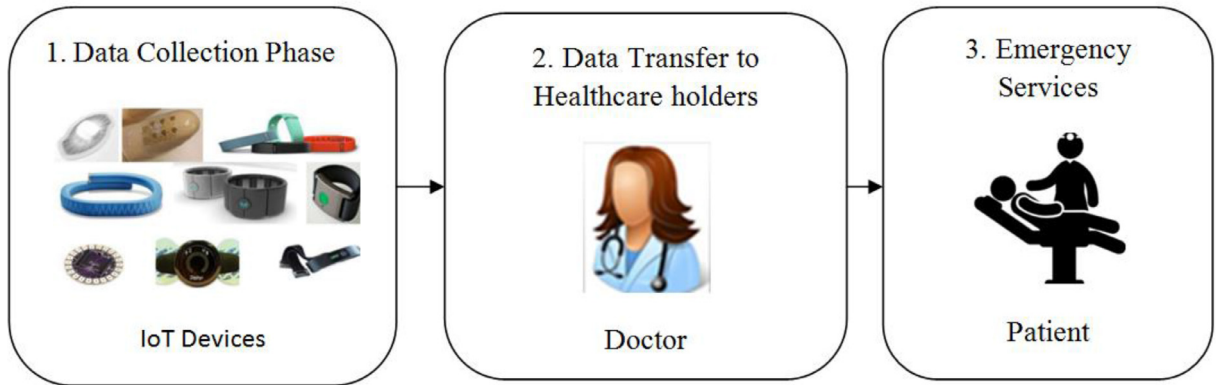 1. Data Collection Phase
IoT Devices
2. Data Transfer to
Healthcare holders
Doctor
3. Emergency
Services
Patient